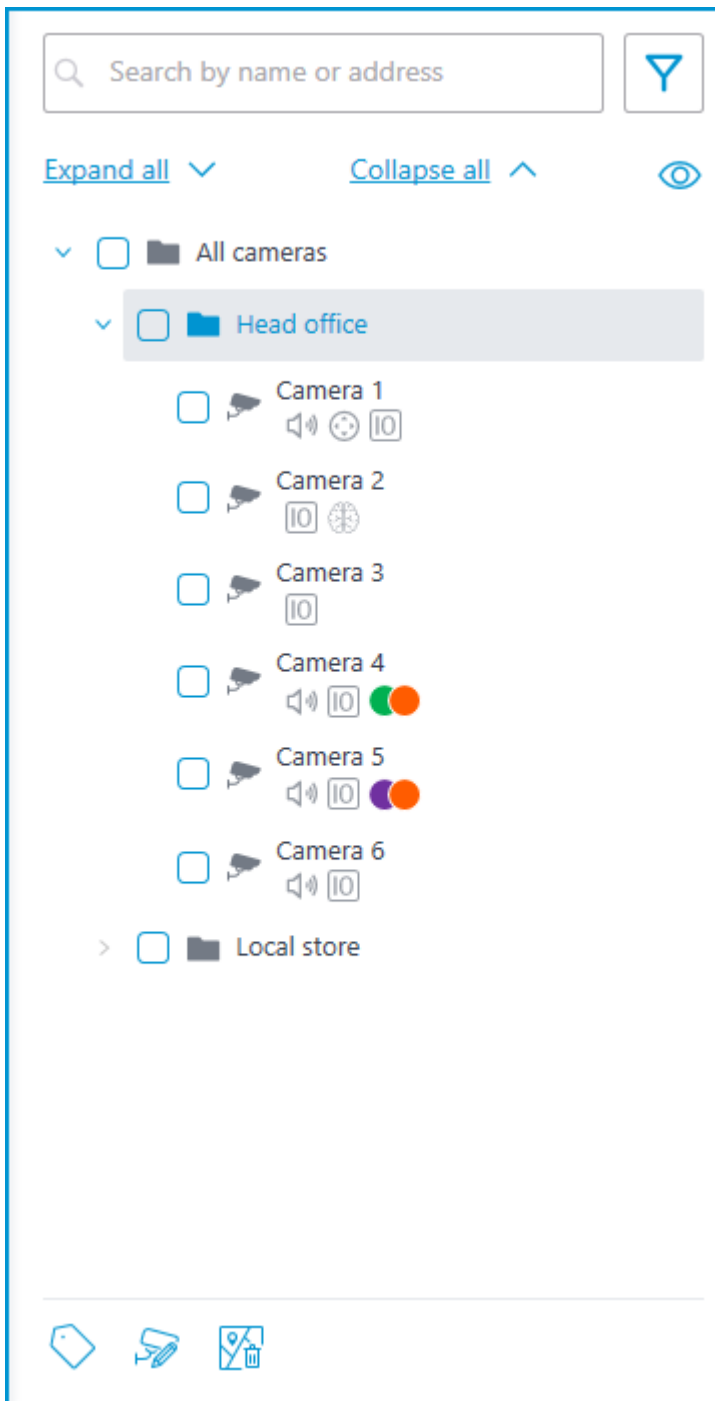 Search by name or address
Expand all Collapse all
All cameras
Head office
Camera 1
IO
Camera 2
IO
Camera 3
IO
Camera 4
IO
Camera 5
IO
Camera 6
IO
Local store